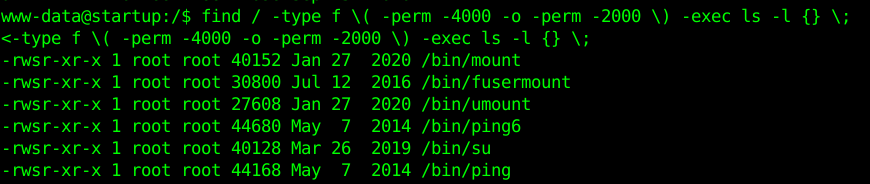 www-data@startup:/$ find / -type f \( -perm -4000 -o -perm -2000 \) -exec ls -l {} \;
<-type f \( -perm -4000 -o -perm -2000 \) -exec ls -l {} \;
-rwsr-xr-x 1 root root 40152 Jan 27  2020 /bin/mount
-rwsr-xr-x 1 root root 30800 Jul 12  2016 /bin/fusermount
-rwsr-xr-x 1 root root 27608 Jan 27  2020 /bin/umount
-rwsr-xr-x 1 root root 44680 May  7  2014 /bin/ping6
-rwsr-xr-x 1 root root 40128 Mar 26  2019 /bin/su
-rwsr-xr-x 1 root root 44168 May  7  2014 /bin/ping